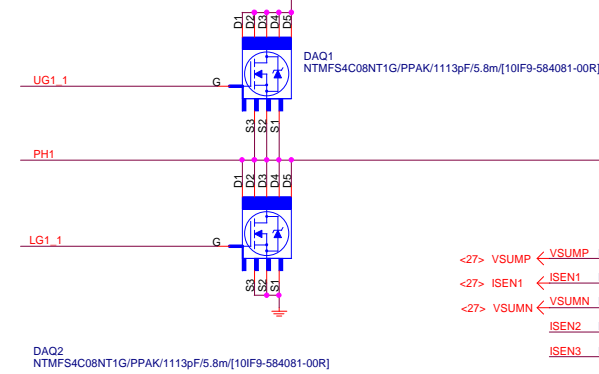 D1 D2 D3 D4 D5
DAQ1
NTMFS4C08NT1G/PPAK/1113pF/5.8m/[10IF9-584081-00R]
UG1_1
G
S3 S2 S1
PH1
D1 D2 D3 D4 D5
LG1_1
G
S3 S2 S1
<27> VSUMP VSUMP
<27> ISEN1 ISEN1
<27> VSUMN VSUMN
ISEN2
ISEN3
DAQ2
NTMFS4C08NT1G/PPAK/1113pF/5.8m/[10IF9-584081-00R]